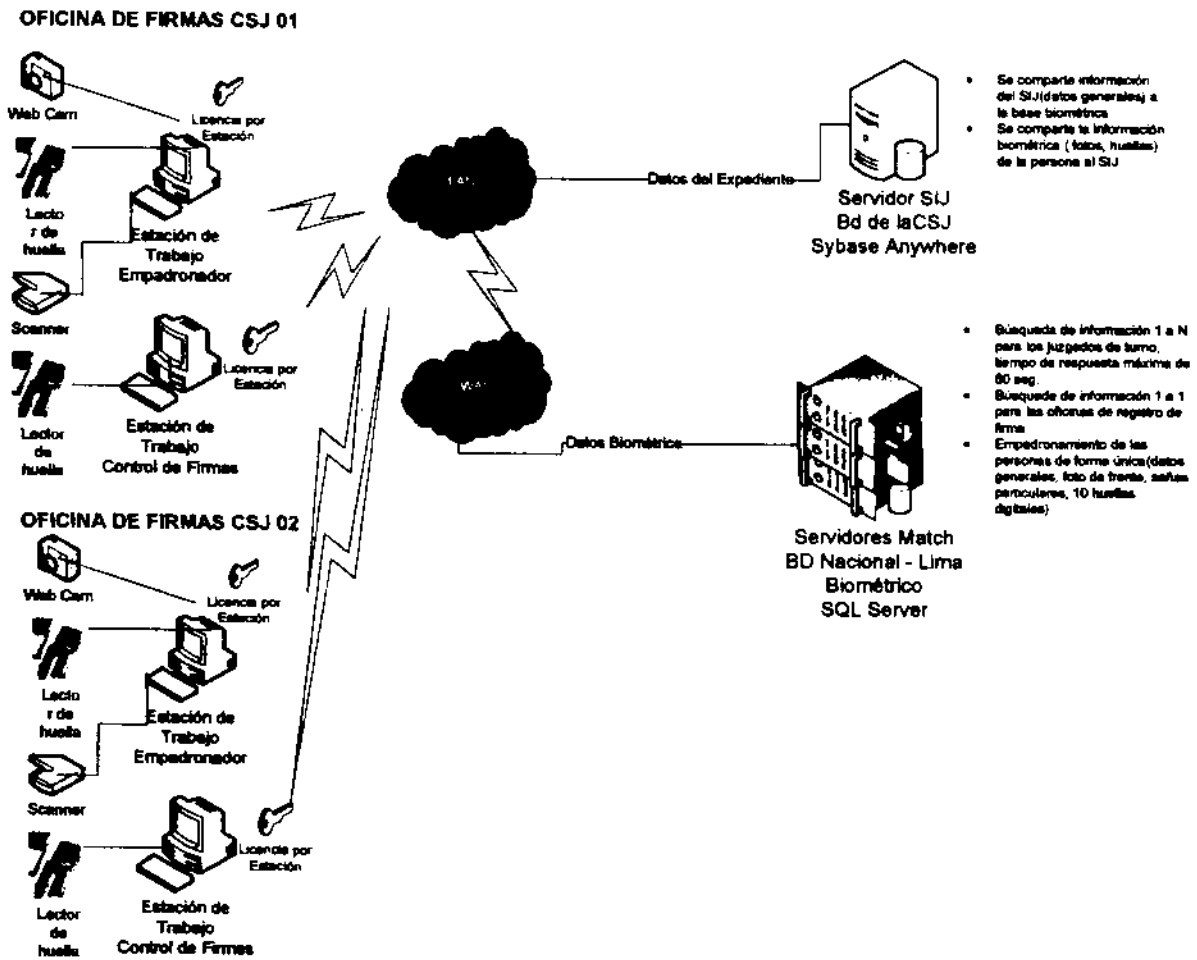 OFICINA DE FIRMAS CSJ 01
Web Cam
Licencia por
Estación
Lecto
r de
huella
Estación de
Trabajo
Empadronador
Scanner
Licencia por
Estación
Lector
de
huella
Estación de
Trabajo
Control de Firmas
OFICINA DE FIRMAS CSJ 02
Web Cam
Licencia por
Estación
Lecto
r de
huella
Estación de
Trabajo
Empadronador
Scanner
Licencia por
Estación
Lector
de
huella
Estación de
Trabajo
Control de Firmas
LAN
WAN
Datos del Expediente
Servidor SIJ
Bd de laCSJ
Sybase Anywhere
• Se comparte información
del SIJ(datos generales) a
la base biométrica
• Se comparte la información
biométrica ( fotos, huellas)
de la persona al SIJ
Datos Biométrica
Servidores Match
BD Nacional - Lima
Biométrico
SQL Server
• Búsqueda de información 1 a N
para los juzgados de turno,
tiempo de respuesta máxima de
60 seg.
• Búsqueda de información 1 a 1
para las oficinas de registro de
firma
• Empadronamiento de las
personas de forma única(datos
generales, foto de frente, señas
particulares, 10 huellas
digitales)